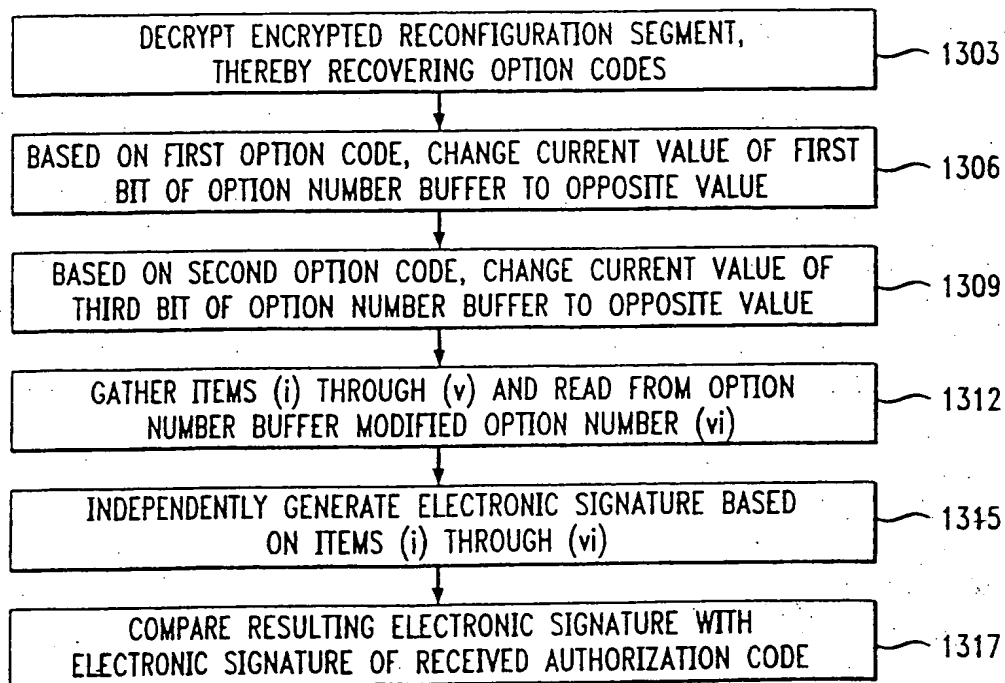 DECRYPT ENCRYPTED RECONFIGURATION SEGMENT,
THEREBY RECOVERING OPTION CODES
1303
BASED ON FIRST OPTION CODE, CHANGE CURRENT VALUE OF FIRST
BIT OF OPTION NUMBER BUFFER TO OPPOSITE VALUE
1306
BASED ON SECOND OPTION CODE, CHANGE CURRENT VALUE OF
THIRD BIT OF OPTION NUMBER BUFFER TO OPPOSITE VALUE
1309
GATHER ITEMS (i) THROUGH (v) AND READ FROM OPTION
NUMBER BUFFER MODIFIED OPTION NUMBER (vi)
1312
INDEPENDENTLY GENERATE ELECTRONIC SIGNATURE BASED
ON ITEMS (i) THROUGH (vi)
1315
COMPARE RESULTING ELECTRONIC SIGNATURE WITH
ELECTRONIC SIGNATURE OF RECEIVED AUTHORIZATION CODE
1317